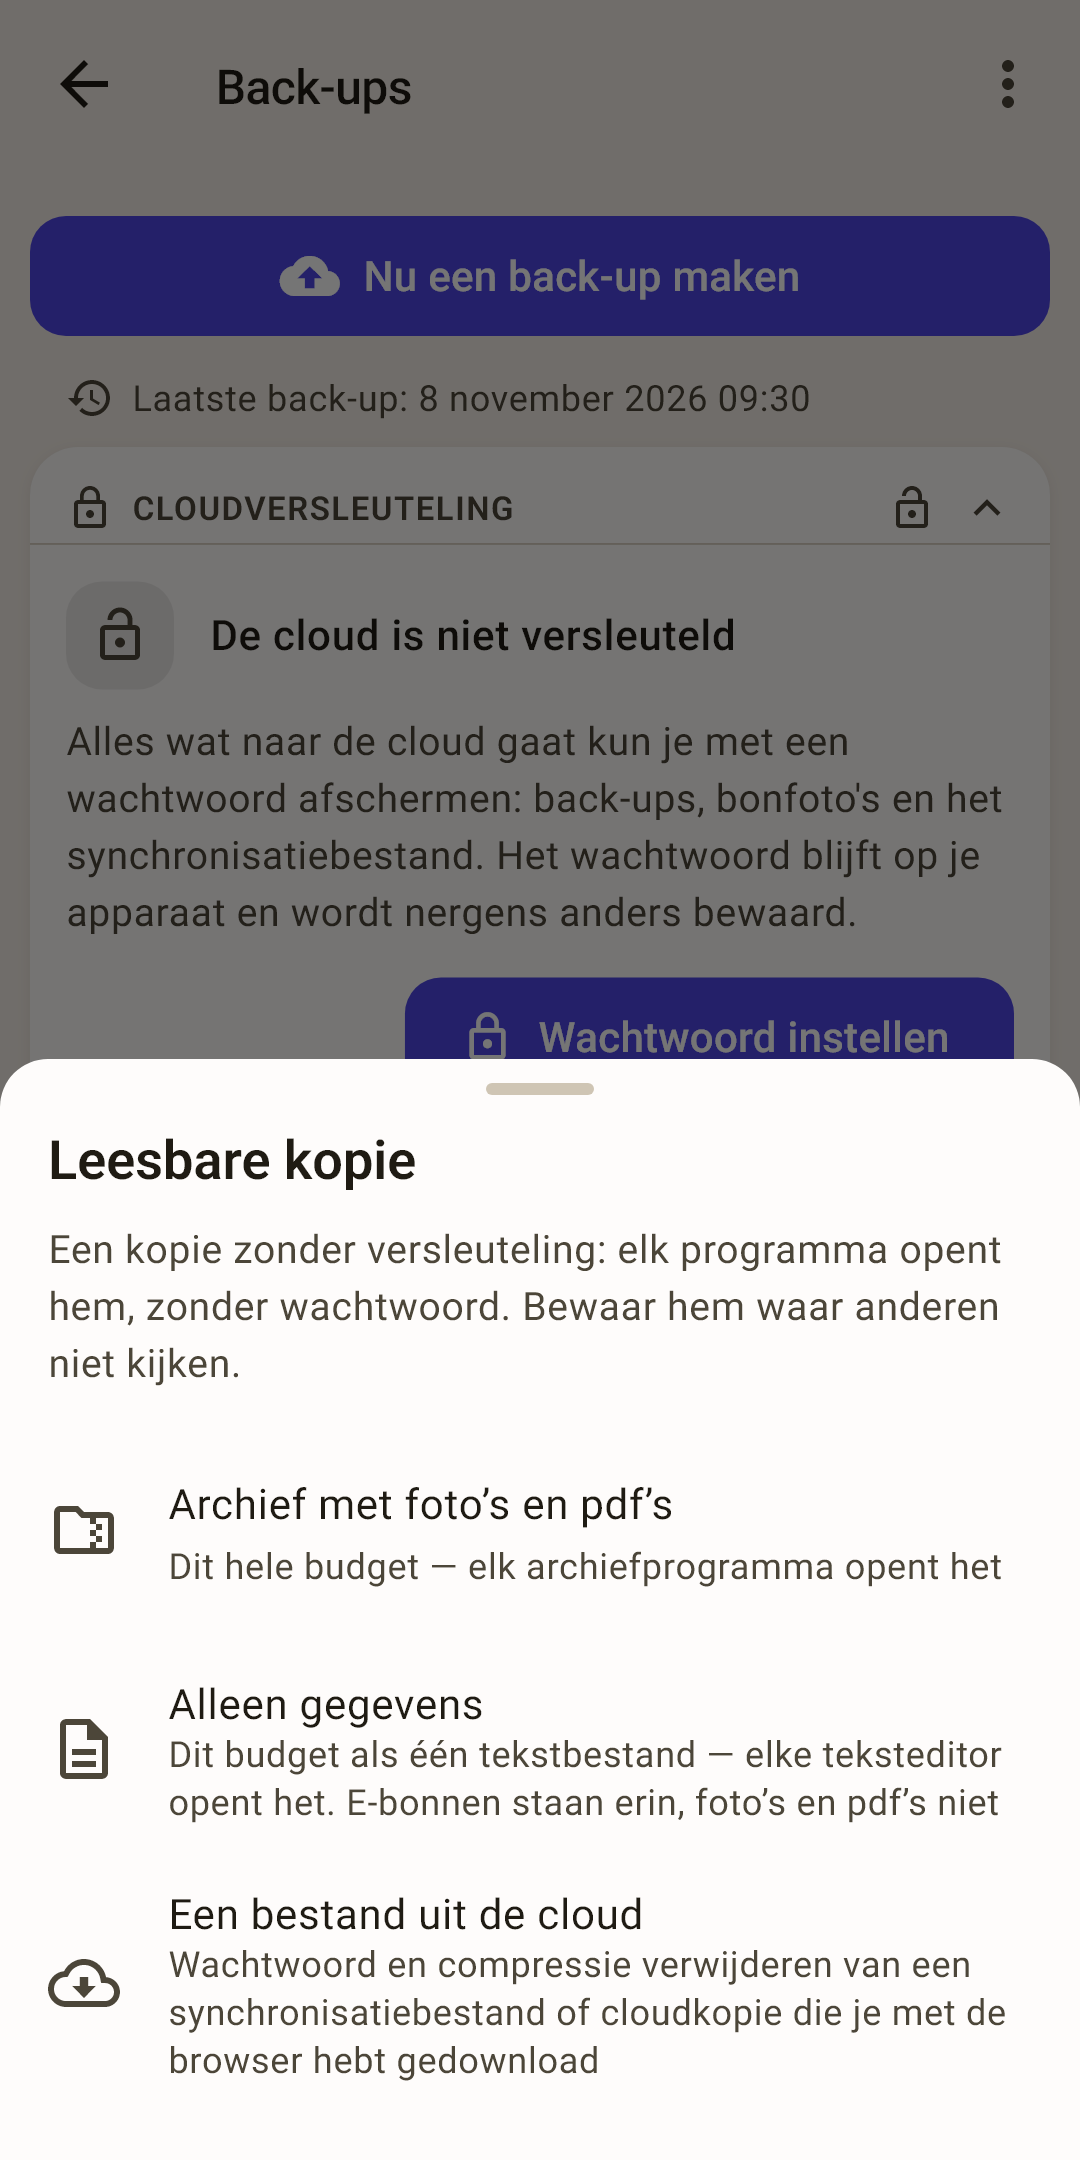 Back-ups
Nu een back-up maken
Laatste back-up: 8 november 2026 09:30
CLOUDVERSLEUTELING
De cloud is niet versleuteld
Alles wat naar de cloud gaat kun je met een
wachtwoord afschermen: back-ups, bonfoto's en het
synchronisatiebestand. Het wachtwoord blijft op je
apparaat en wordt nergens anders bewaard.
Wachtwoord instellen
Leesbare kopie
Een kopie zonder versleuteling: elk programma opent
hem, zonder wachtwoord. Bewaar hem waar anderen
niet kijken.
Archief met foto’s en pdf’s
Dit hele budget — elk archiefprogramma opent het
Alleen gegevens
Dit budget als één tekstbestand — elke teksteditor
opent het. E-bonnen staan erin, foto’s en pdf’s niet
Een bestand uit de cloud
Wachtwoord en compressie verwijderen van een
synchronisatiebestand of cloudkopie die je met de
browser hebt gedownload